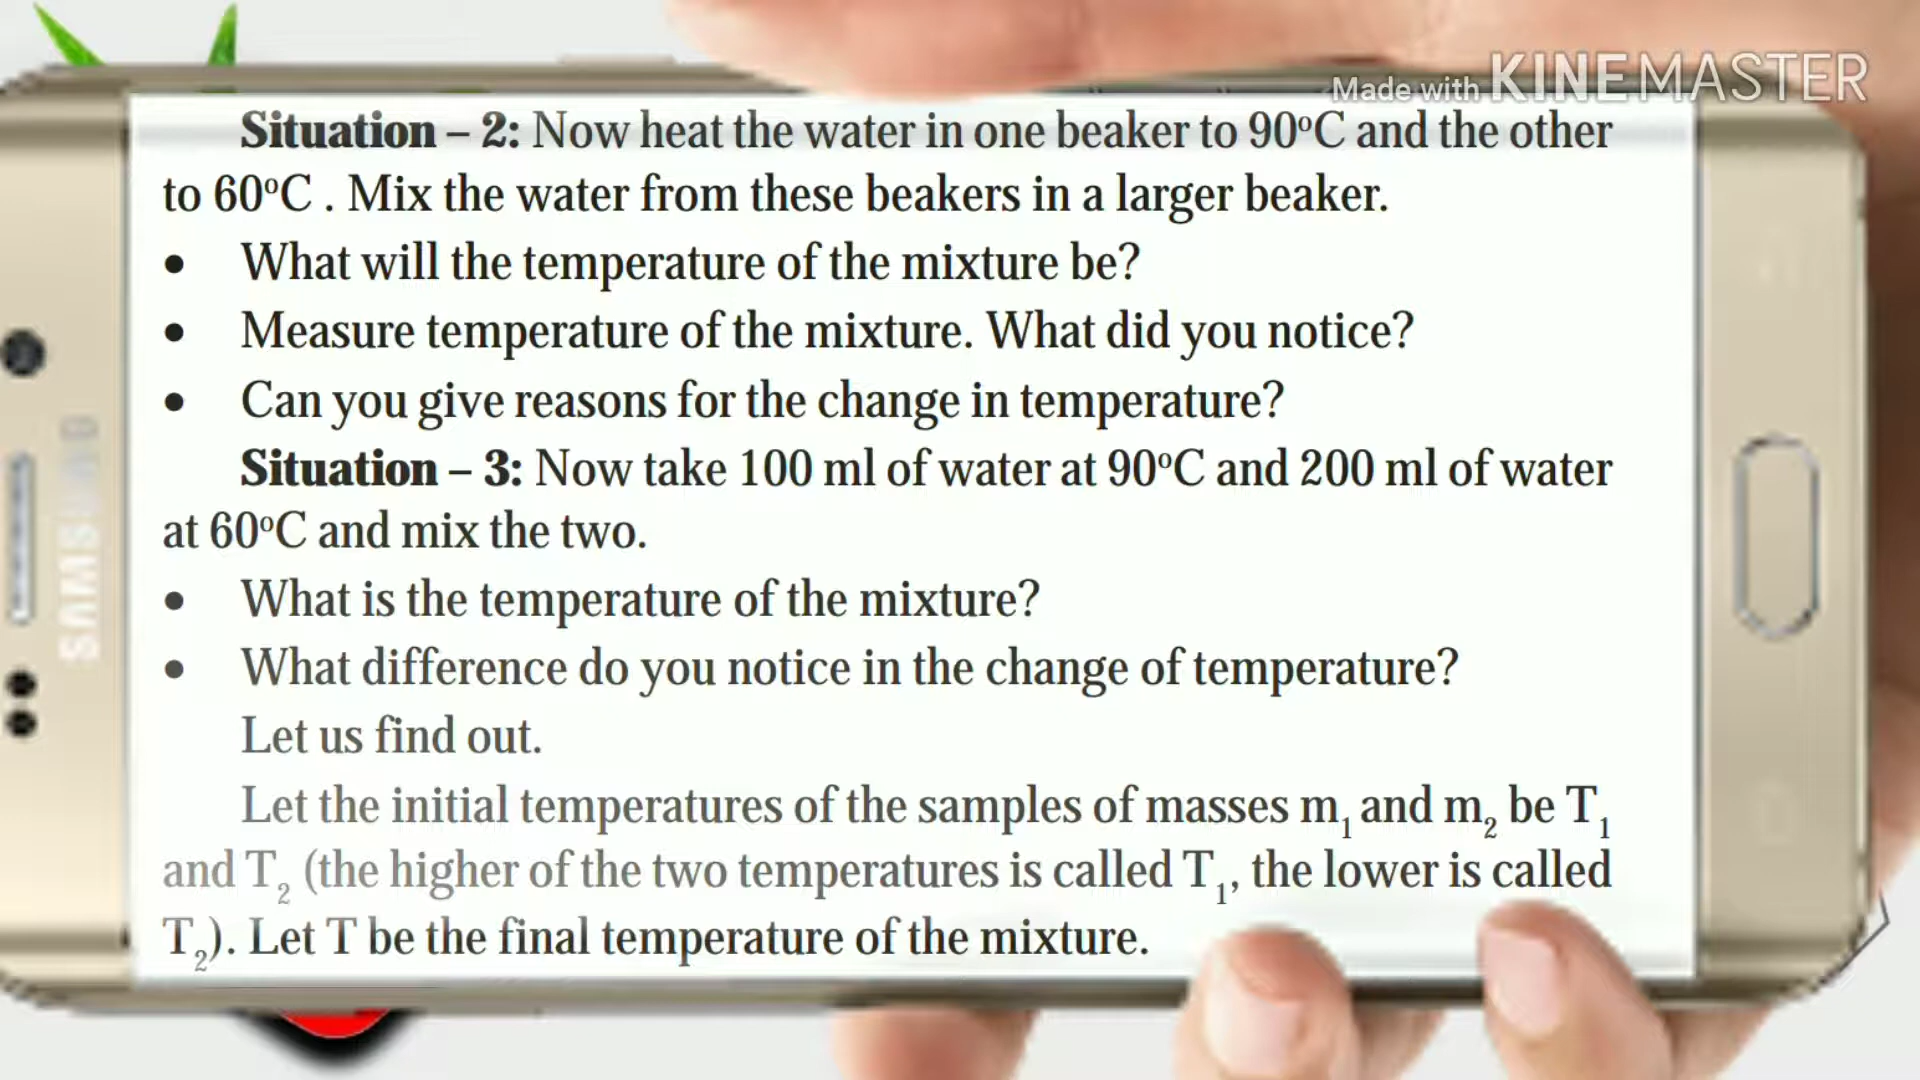 Made with KINEMASTER
Situation – 2: Now heat the water in one beaker to 90ºC and the other
to 60ºC . Mix the water from these beakers in a larger beaker.
• What will the temperature of the mixture be?
• Measure temperature of the mixture. What did you notice?
• Can you give reasons for the change in temperature?
Situation – 3: Now take 100 ml of water at 90ºC and 200 ml of water
at 60ºC and mix the two.
• What is the temperature of the mixture?
• What difference do you notice in the change of temperature?
Let us find out.
Let the initial temperatures of the samples of masses m₁ and m₂ be T₁
and T₂ (the higher of the two temperatures is called T₁, the lower is called
T₂). Let T be the final temperature of the mixture.
SAMSUNG